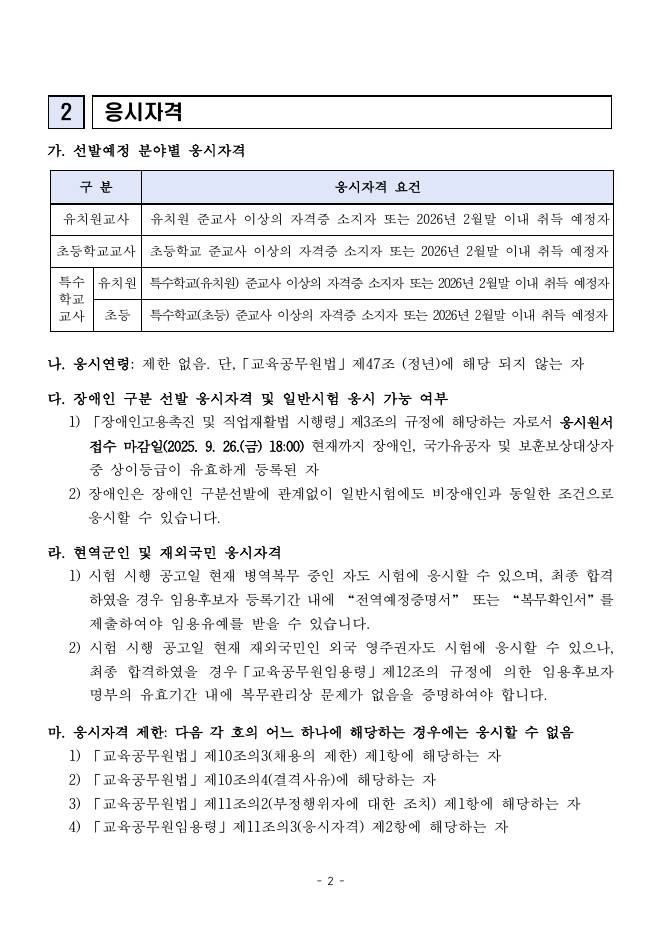 2 응시자격
가. 선발예정 분야별 응시자격
구 분 응시자격 요건
유치원교사 유치원 준교사 이상의 자격증 소지자 또는 2026년 2월말 이내 취득 예정자
초등학교교사 초등학교 준교사 이상의 자격증 소지자 또는 2026년 2월말 이내 취득 예정자
특수
학교
교사
유치원 특수학교(유치원) 준교사 이상의 자격증 소지자 또는 2026년 2월말 이내 취득 예정자
초등 특수학교(초등) 준교사 이상의 자격증 소지자 또는 2026년 2월말 이내 취득 예정자
나. 응시연령: 제한 없음. 단,「교육공무원법」제47조 (정년)에 해당 되지 않는 자
다. 장애인 구분 선발 응시자격 및 일반시험 응시 가능 여부
1) 「장애인고용촉진 및 직업재활법 시행령」제3조의 규정에 해당하는 자로서 응시원서
접수 마감일(2025. 9. 26.(금) 18:00) 현재까지 장애인, 국가유공자 및 보훈보상대상자
중 상이등급이 유효하게 등록된 자
2) 장애인은 장애인 구분선발에 관계없이 일반시험에도 비장애인과 동일한 조건으로
응시할 수 있습니다.
라. 현역군인 및 재외국민 응시자격
1) 시험 시행 공고일 현재 병역복무 중인 자도 시험에 응시할 수 있으며, 최종 합격
하였을 경우 임용후보자 등록기간 내에 “전역예정증명서” 또는 “복무확인서”를
제출하여야 임용유예를 받을 수 있습니다.
2) 시험 시행 공고일 현재 재외국민인 외국 영주권자도 시험에 응시할 수 있으나,
최종 합격하였을 경우「교육공무원임용령」제12조의 규정에 의한 임용후보자
명부의 유효기간 내에 복무관리상 문제가 없음을 증명하여야 합니다.
마. 응시자격 제한: 다음 각 호의 어느 하나에 해당하는 경우에는 응시할 수 없음
1) 「교육공무원법」제10조의3(채용의 제한) 제1항에 해당하는 자
2) 「교육공무원법」제10조의4(결격사유)에 해당하는 자
3) 「교육공무원법」제11조의2(부정행위자에 대한 조치) 제1항에 해당하는 자
4) 「교육공무원임용령」제11조의3(응시자격) 제2항에 해당하는 자
- 2 -